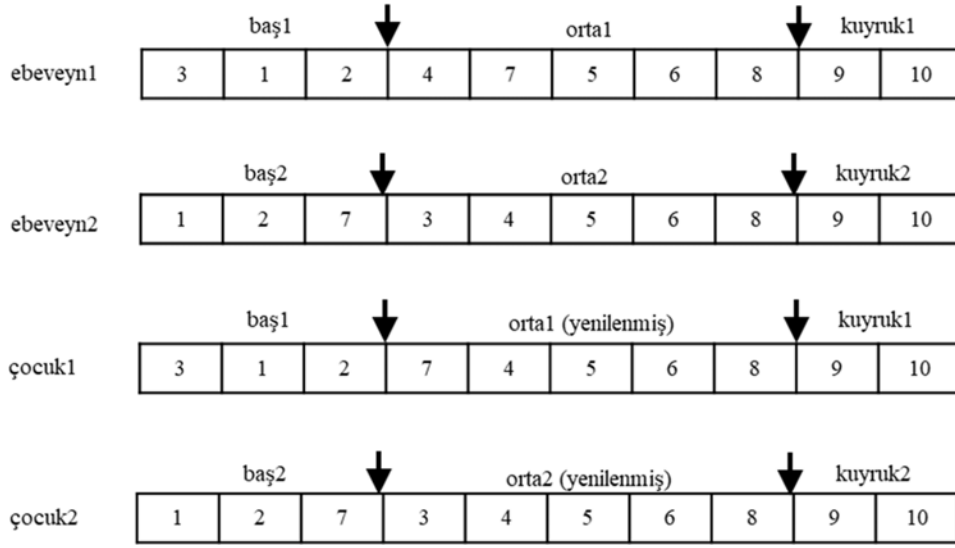 baş1 orta1 kuyruk1
ebeveyn1 3 1 2 4 7 5 6 8 9 10
baş2 orta2 kuyruk2
ebeveyn2 1 2 7 3 4 5 6 8 9 10
baş1 orta1 (yenilenmiş) kuyruk1
çocuk1 3 1 2 7 4 5 6 8 9 10
baş2 orta2 (yenilenmiş) kuyruk2
çocuk2 1 2 7 3 4 5 6 8 9 10